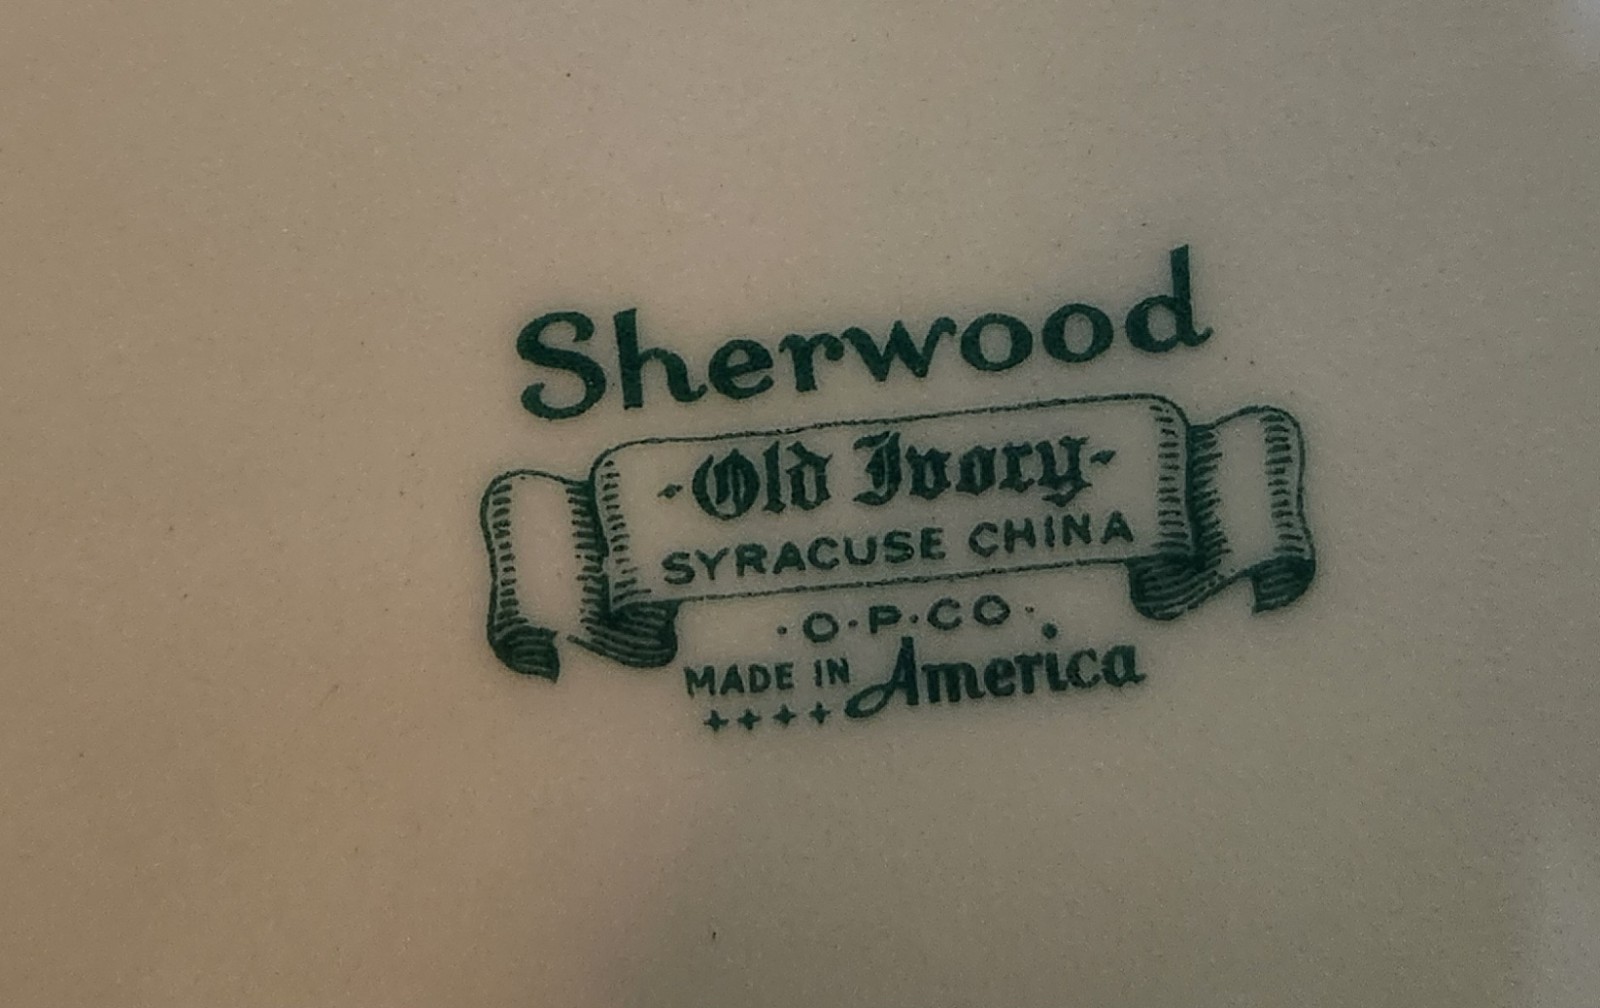 Sherwood
-Old Ivory-
SYRACUSE CHINA
·O·P·CO·
MADE IN America
++++